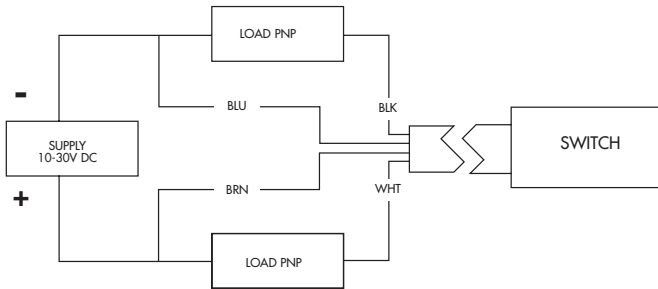 LOAD PNP
-
BLU
BLK
SUPPLY
10-30V DC
SWITCH
+
BRN
WHT
LOAD PNP